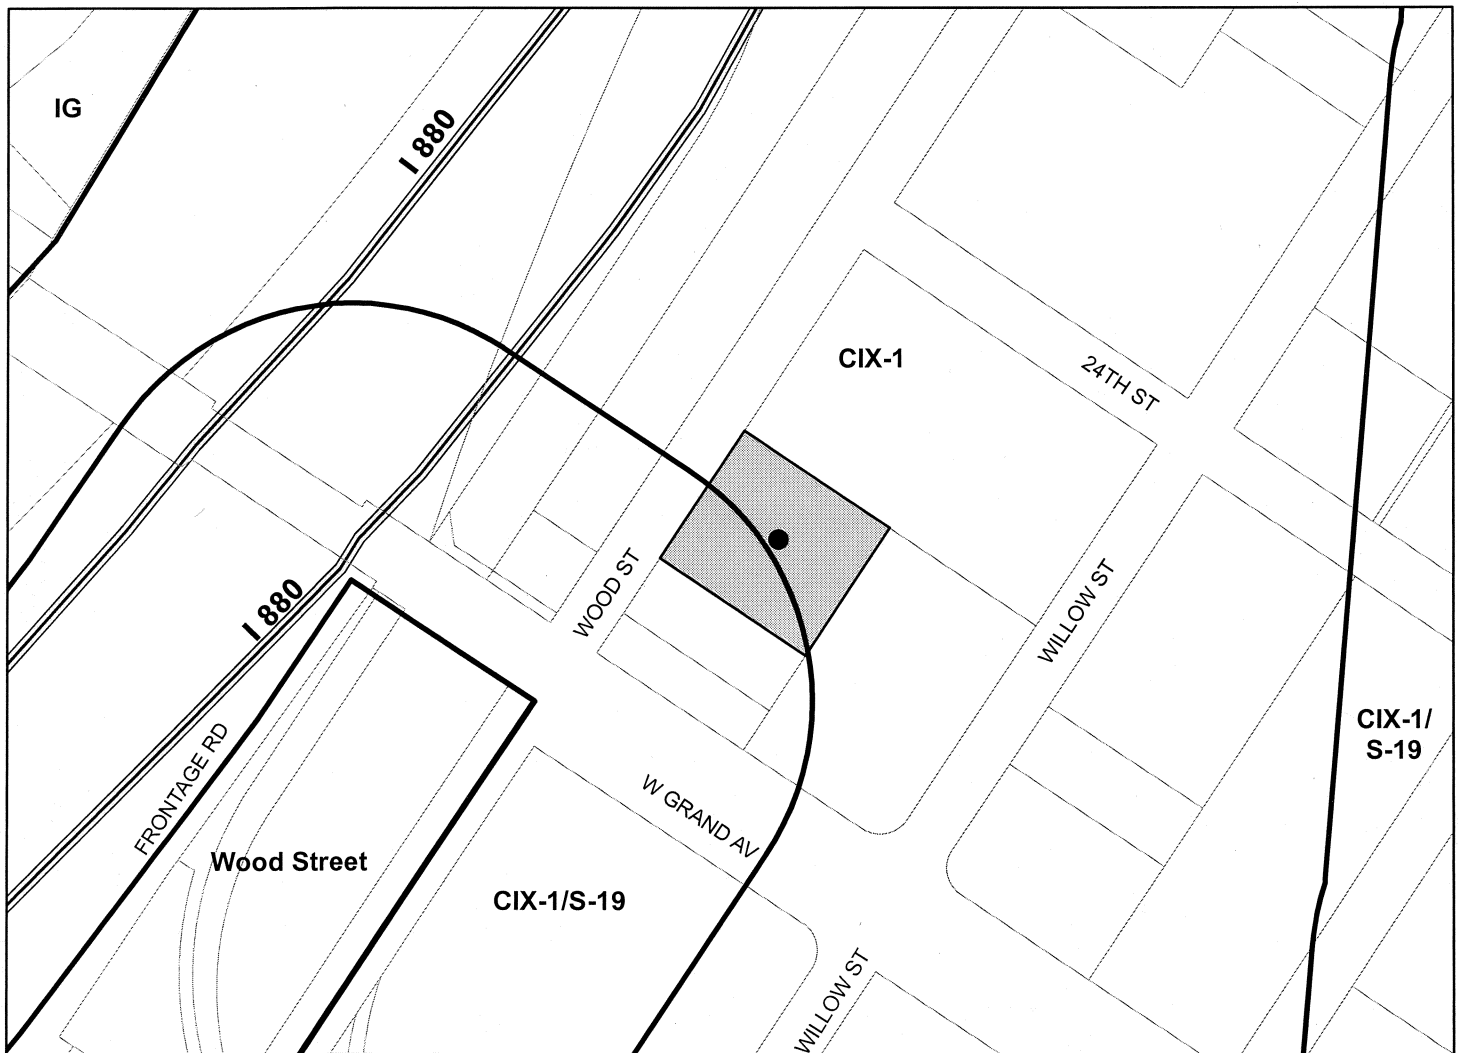 IG
I 880
CIX-1
24TH ST
WOOD ST
WILLOW ST
I 880
CIX-1/
S-19
FRONTAGE RD
W GRAND AV
Wood Street
CIX-1/S-19
WILLOW ST